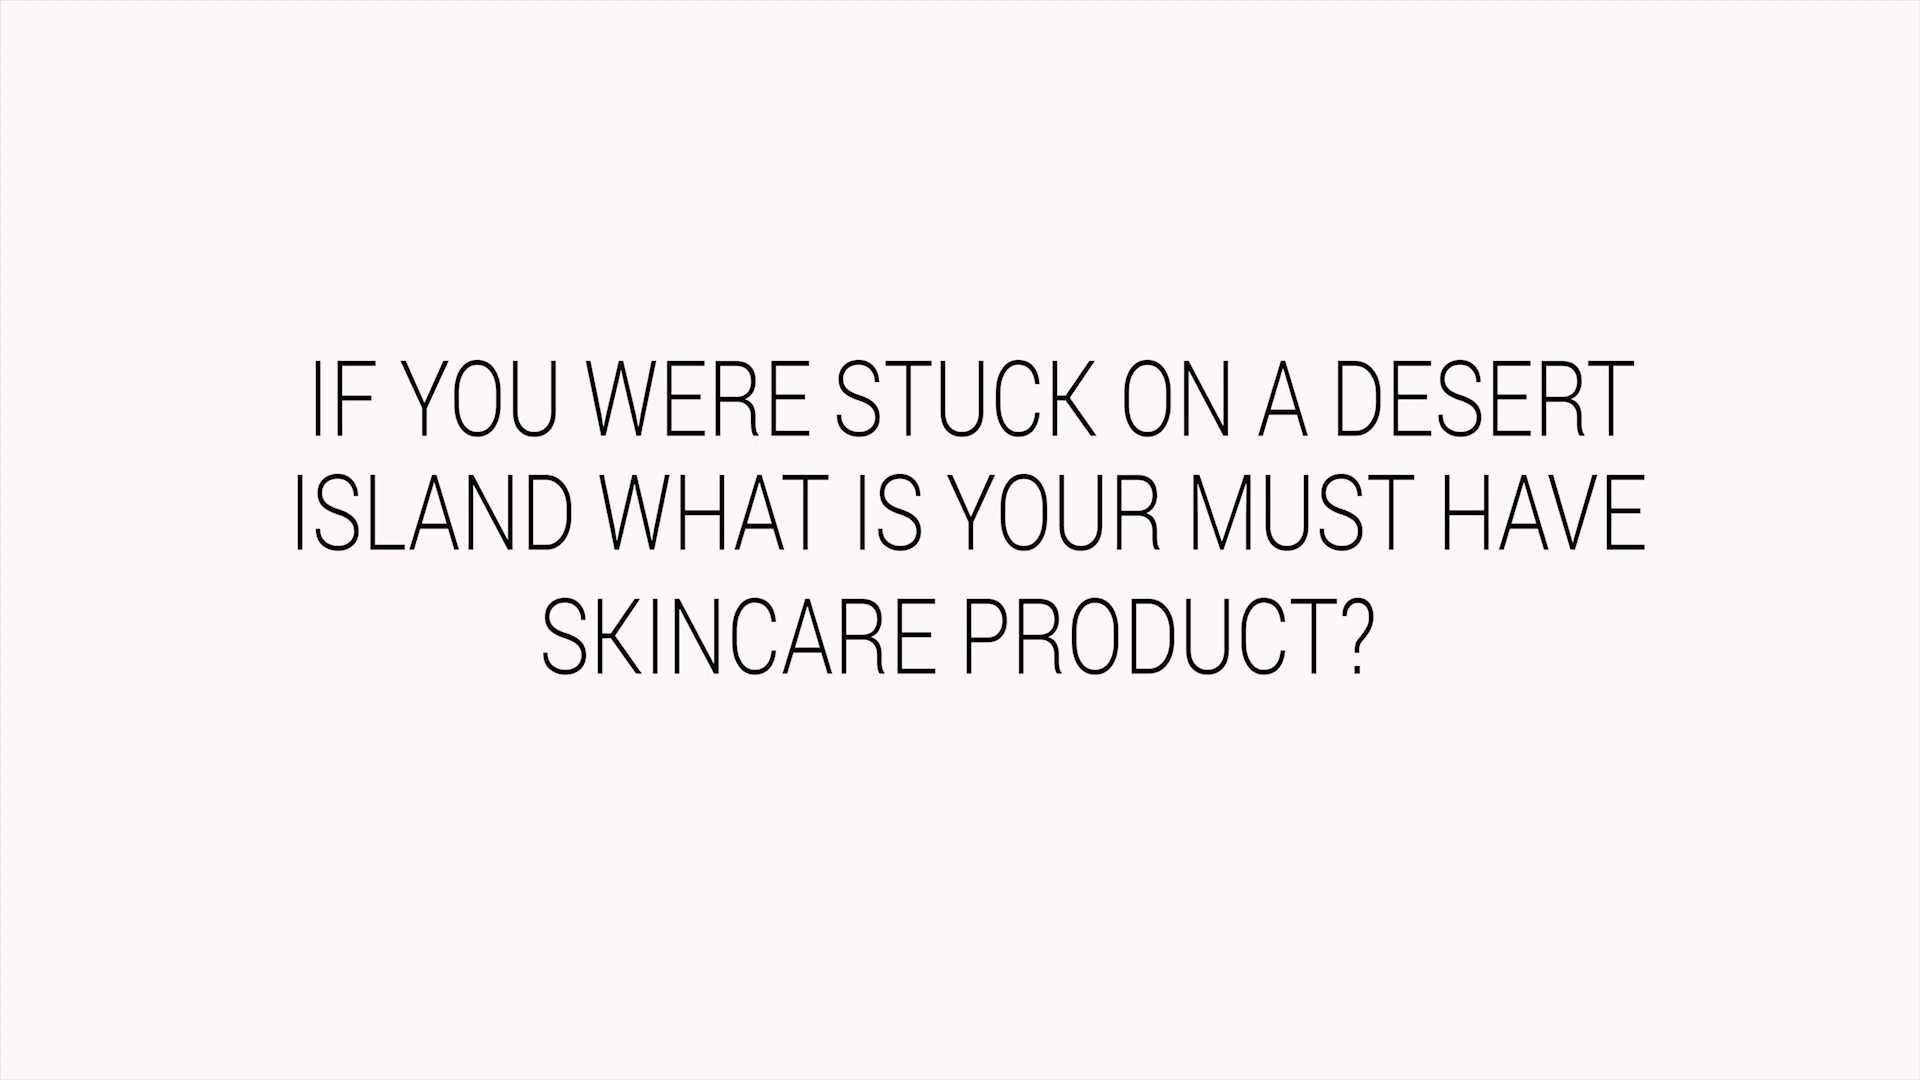 IF YOU WERE STUCK ON A DESERT
ISLAND WHAT IS YOUR MUST HAVE
SKINCARE PRODUCT?